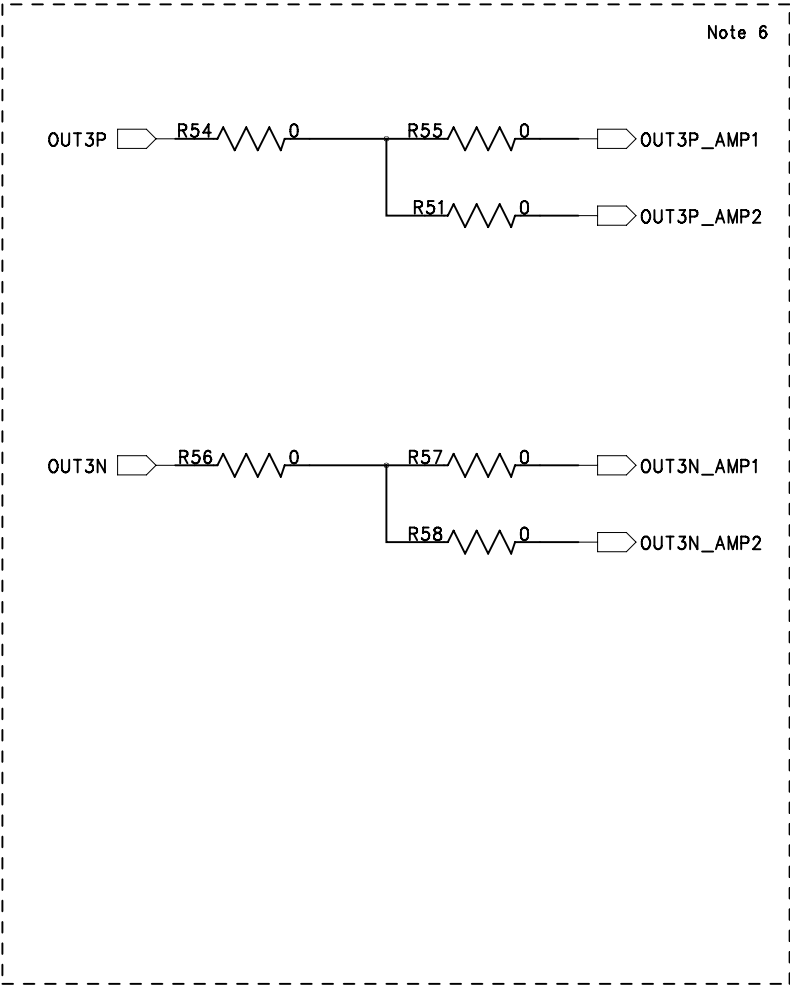 Note 6
OUT3P R54 0 R55 0 OUT3P_AMP1
R51 0 OUT3P_AMP2
OUT3N R56 0 R57 0 OUT3N_AMP1
R58 0 OUT3N_AMP2